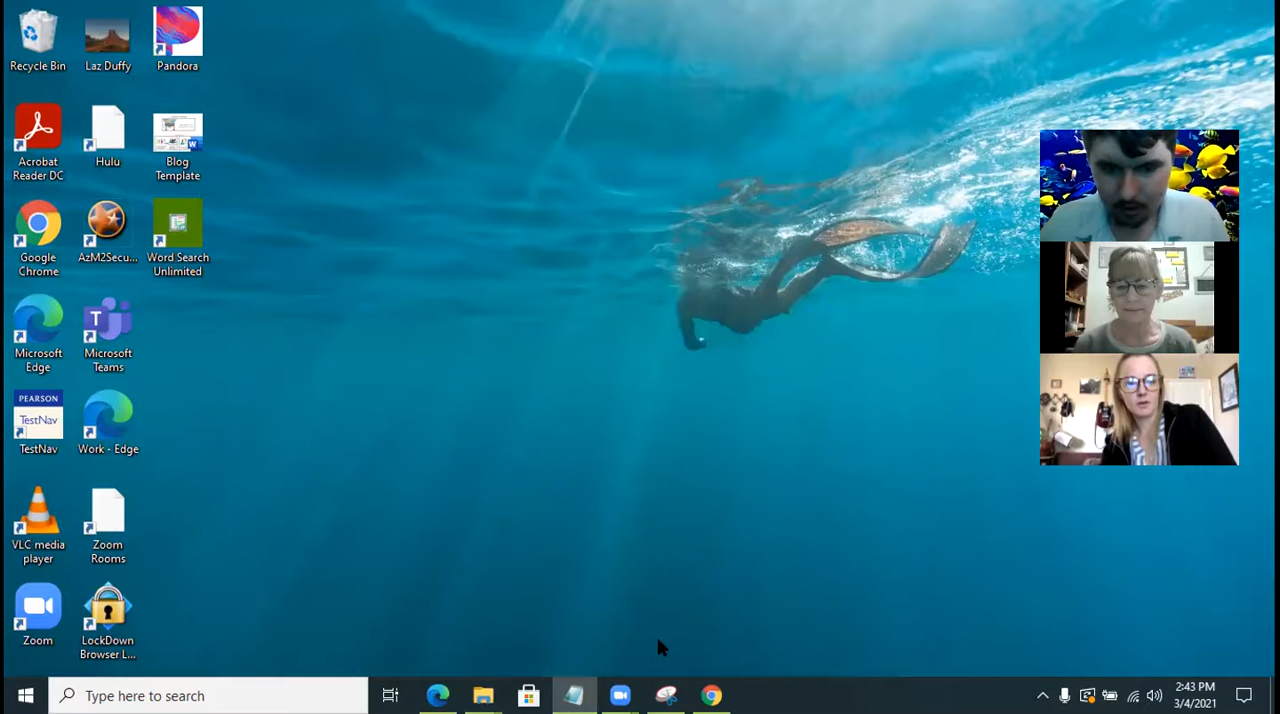 Recycle Bin
Laz Duffy
Pandora
Acrobat
Reader DC
Hulu
Blog
Template
Google
Chrome
AzM2Secu...
Word Search
Unlimited
Microsoft
Edge
T
Microsoft
Teams
PEARSON
TestNav
TestNav
Work - Edge
VLC media
player
Zoom
Rooms
Zoom
LockDown
Browser L...
Type here to search
2:43 PM
3/4/2021